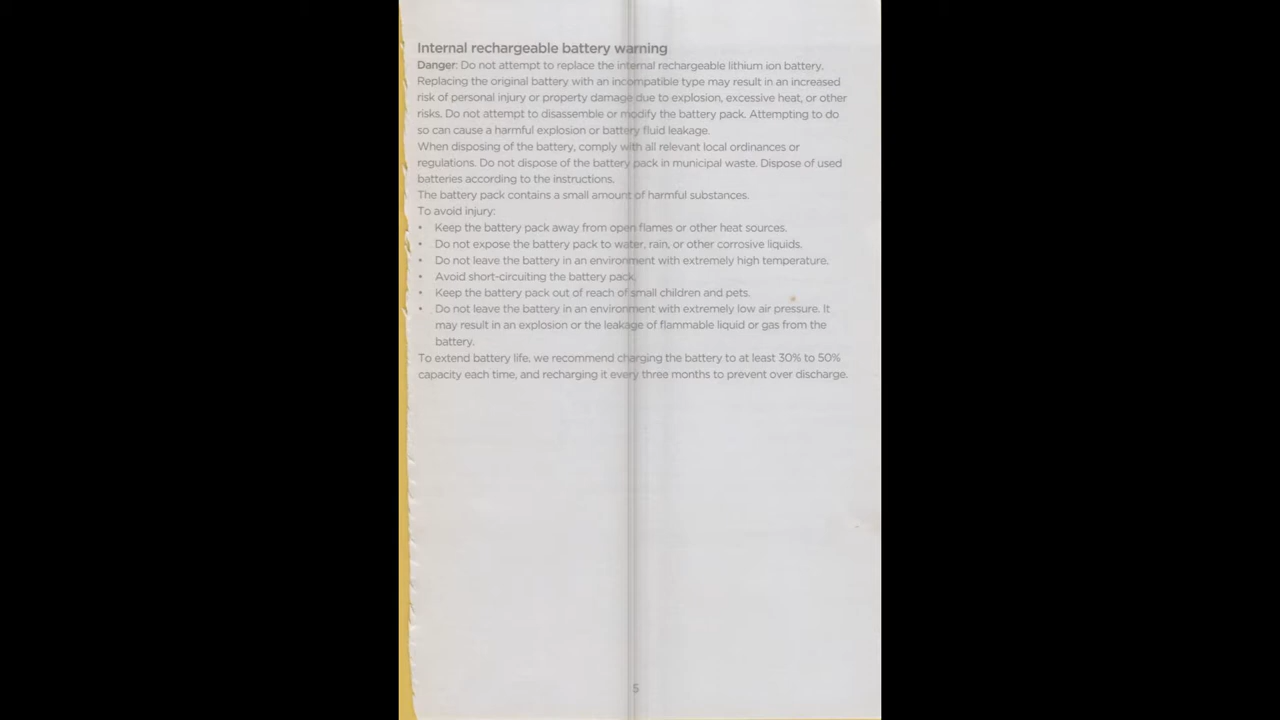 Internal rechargeable battery warning
Danger: Do not attempt to replace the internal rechargeable lithium ion battery.
Replacing the original battery with an incompatible type may result in an increased
risk of personal injury or property damage due to explosion, excessive heat, or other
risks. Do not attempt to disassemble or modify the battery pack. Attempting to do
so can cause a harmful explosion or battery fluid leakage.
When disposing of the battery, comply with all relevant local ordinances or
regulations. Do not dispose of the battery pack in municipal waste. Dispose of used
batteries according to the instructions.
The battery pack contains a small amount of harmful substances.
To avoid injury:
• Keep the battery pack away from open flames or other heat sources.
• Do not expose the battery pack to water, rain, or other corrosive liquids.
• Do not leave the battery in an environment with extremely high temperature.
• Avoid short-circuiting the battery pack.
• Keep the battery pack out of reach of small children and pets.
• Do not leave the battery in an environment with extremely low air pressure. It
may result in an explosion or the leakage of flammable liquid or gas from the
battery.
To extend battery life, we recommend charging the battery to at least 30% to 50%
capacity each time, and recharging it every three months to prevent over discharge.
5